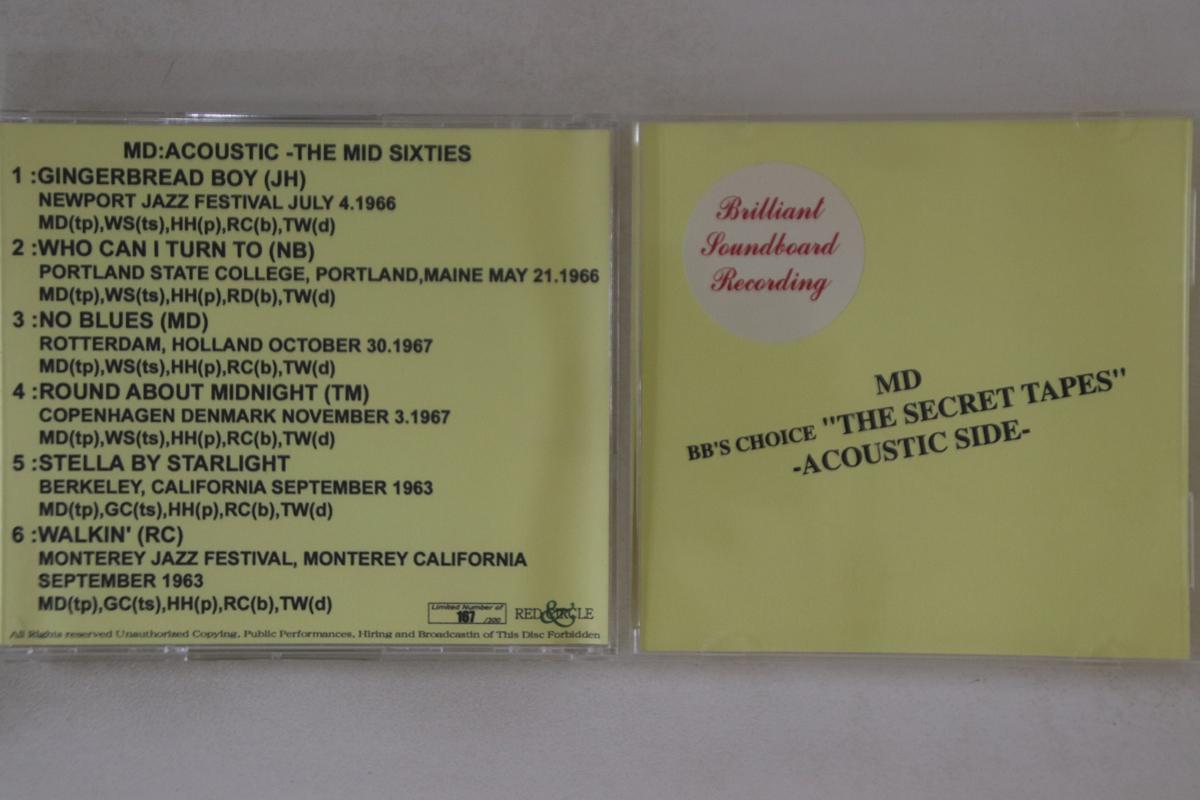 MD:ACOUSTIC -THE MID SIXTIES
1 :GINGERBREAD BOY (JH)
NEWPORT JAZZ FESTIVAL JULY 4.1966
MD(tp),WS(ts),HH(p),RC(b),TW(d)
2 :WHO CAN I TURN TO (NB)
PORTLAND STATE COLLEGE, PORTLAND,MAINE MAY 21.1966
MD(tp),WS(ts),HH(p),RD(b),TW(d)
3 :NO BLUES (MD)
ROTTERDAM, HOLLAND OCTOBER 30.1967
MD(tp),WS(ts),HH(p),RC(b),TW(d)
4 :ROUND ABOUT MIDNIGHT (TM)
COPENHAGEN DENMARK NOVEMBER 3.1967
MD(tp),WS(ts),HH(p),RC(b),TW(d)
5 :STELLA BY STARLIGHT
BERKELEY, CALIFORNIA SEPTEMBER 1963
MD(tp),GC(ts),HH(p),RC(b),TW(d)
6 :WALKIN' (RC)
MONTEREY JAZZ FESTIVAL, MONTEREY CALIFORNIA
SEPTEMBER 1963
MD(tp),GC(ts),HH(p),RC(b),TW(d)
Limited Number of
167 /300
RED CIRCLE
All Rights reserved Unauthorized Copying, Public Performances, Hiring and Broadcastin of This Disc Forbidden
Brilliant
Soundboard
Recording
MD
BB'S CHOICE "THE SECRET TAPES"
-ACOUSTIC SIDE-